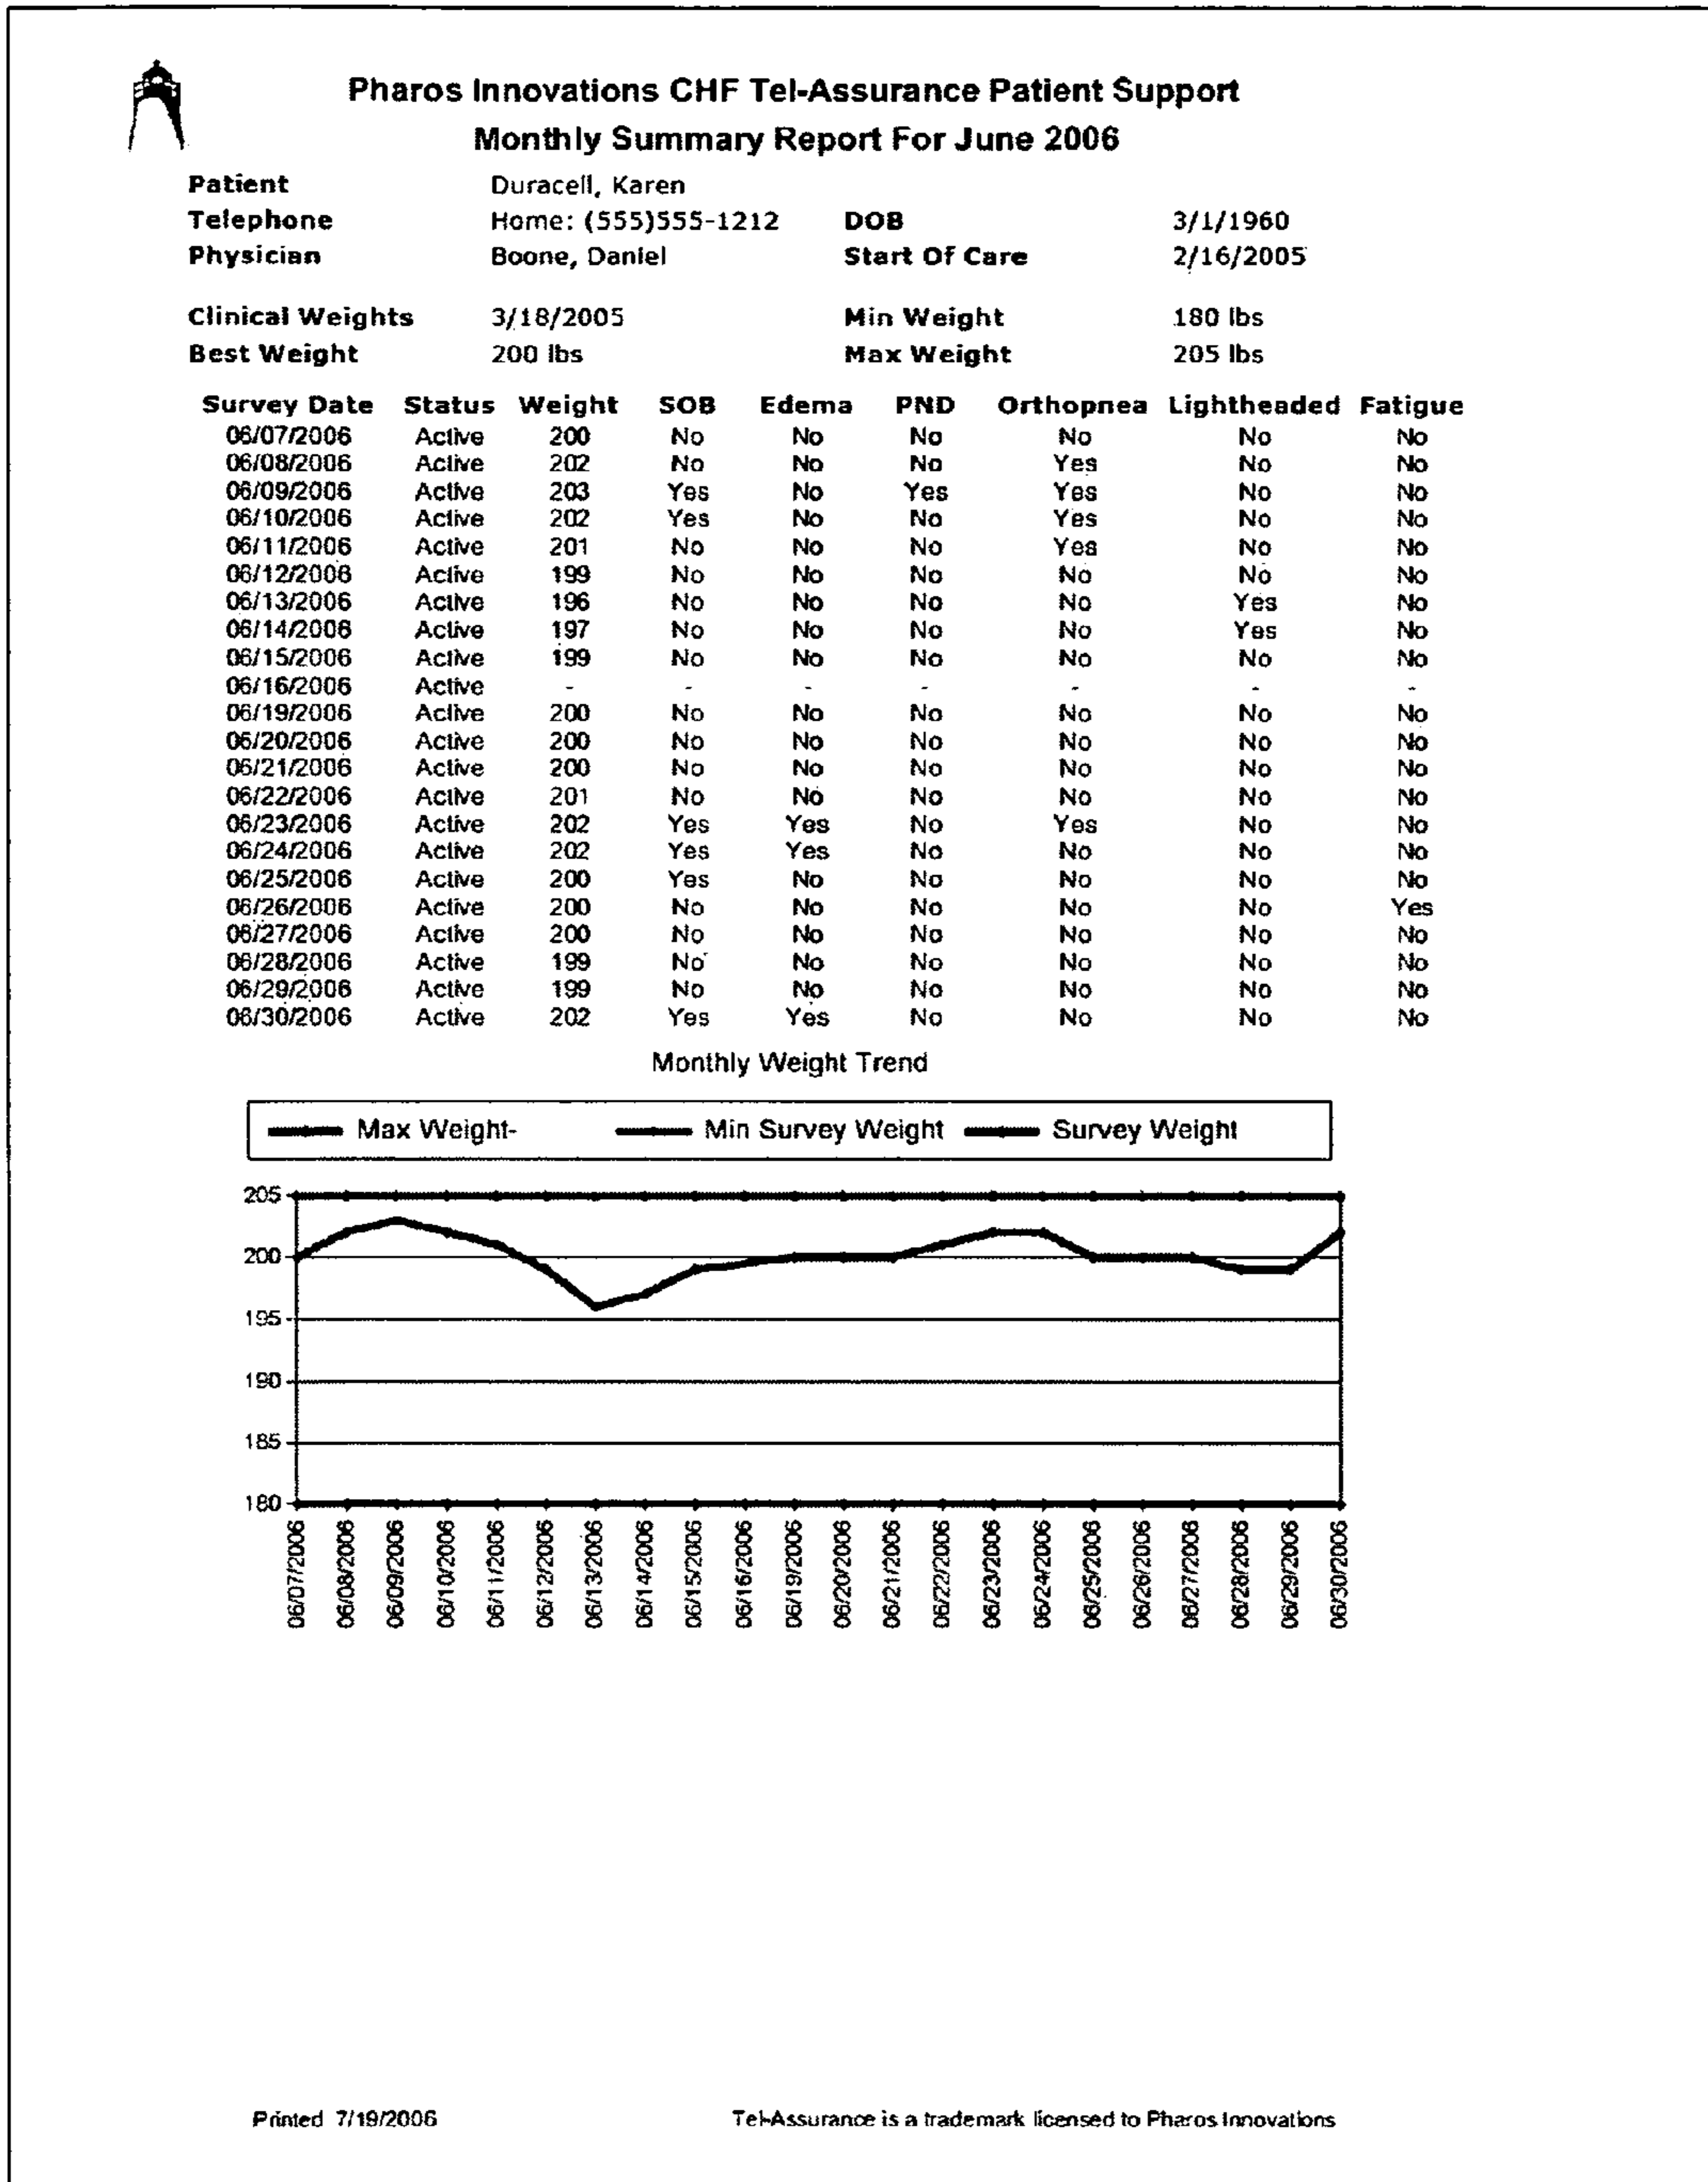 Pharos Innovations CHF Tel-Assurance Patient Support
Monthly Summary Report For June 2006
Patient Duracell, Karen
Telephone Home: (555)555-1212 DOB 3/1/1960
Physician Boone, Daniel Start Of Care 2/16/2005
Clinical Weights 3/18/2005 Min Weight 180 lbs
Best Weight 200 lbs Max Weight 205 lbs
Survey Date Status Weight SOB Edema PND Orthopnea Lightheaded Fatigue
06/07/2006 Active 200 No No No No No No
06/08/2006 Active 202 No No No Yes No No
06/09/2006 Active 203 Yes No Yes Yes No No
06/10/2006 Active 202 Yes No No Yes No No
06/11/2006 Active 201 No No No Yes No No
06/12/2006 Active 199 No No No No No No
06/13/2006 Active 196 No No No No Yes No
06/14/2006 Active 197 No No No No Yes No
06/15/2006 Active 199 No No No No No No
06/16/2006 Active - - - - - - -
06/19/2006 Active 200 No No No No No No
06/20/2006 Active 200 No No No No No No
06/21/2006 Active 200 No No No No No No
06/22/2006 Active 201 No No No No No No
06/23/2006 Active 202 Yes Yes No Yes No No
06/24/2006 Active 202 Yes Yes No No No No
06/25/2006 Active 200 Yes No No No No No
06/26/2006 Active 200 No No No No No Yes
06/27/2006 Active 200 No No No No No No
06/28/2006 Active 199 No No No No No No
06/29/2006 Active 199 No No No No No No
06/30/2006 Active 202 Yes Yes No No No No
Monthly Weight Trend
Max Weight- Min Survey Weight Survey Weight
205
200
195
190
185
180
06/07/2006
06/08/2006
06/09/2006
06/10/2006
06/11/2006
06/12/2006
06/13/2006
06/14/2006
06/15/2006
06/16/2006
06/19/2006
06/20/2006
06/21/2006
06/22/2006
06/23/2006
06/24/2006
06/25/2006
06/26/2006
06/27/2006
06/28/2006
06/29/2006
06/30/2006
Printed 7/19/2006 Tel-Assurance is a trademark licensed to Pharos Innovations